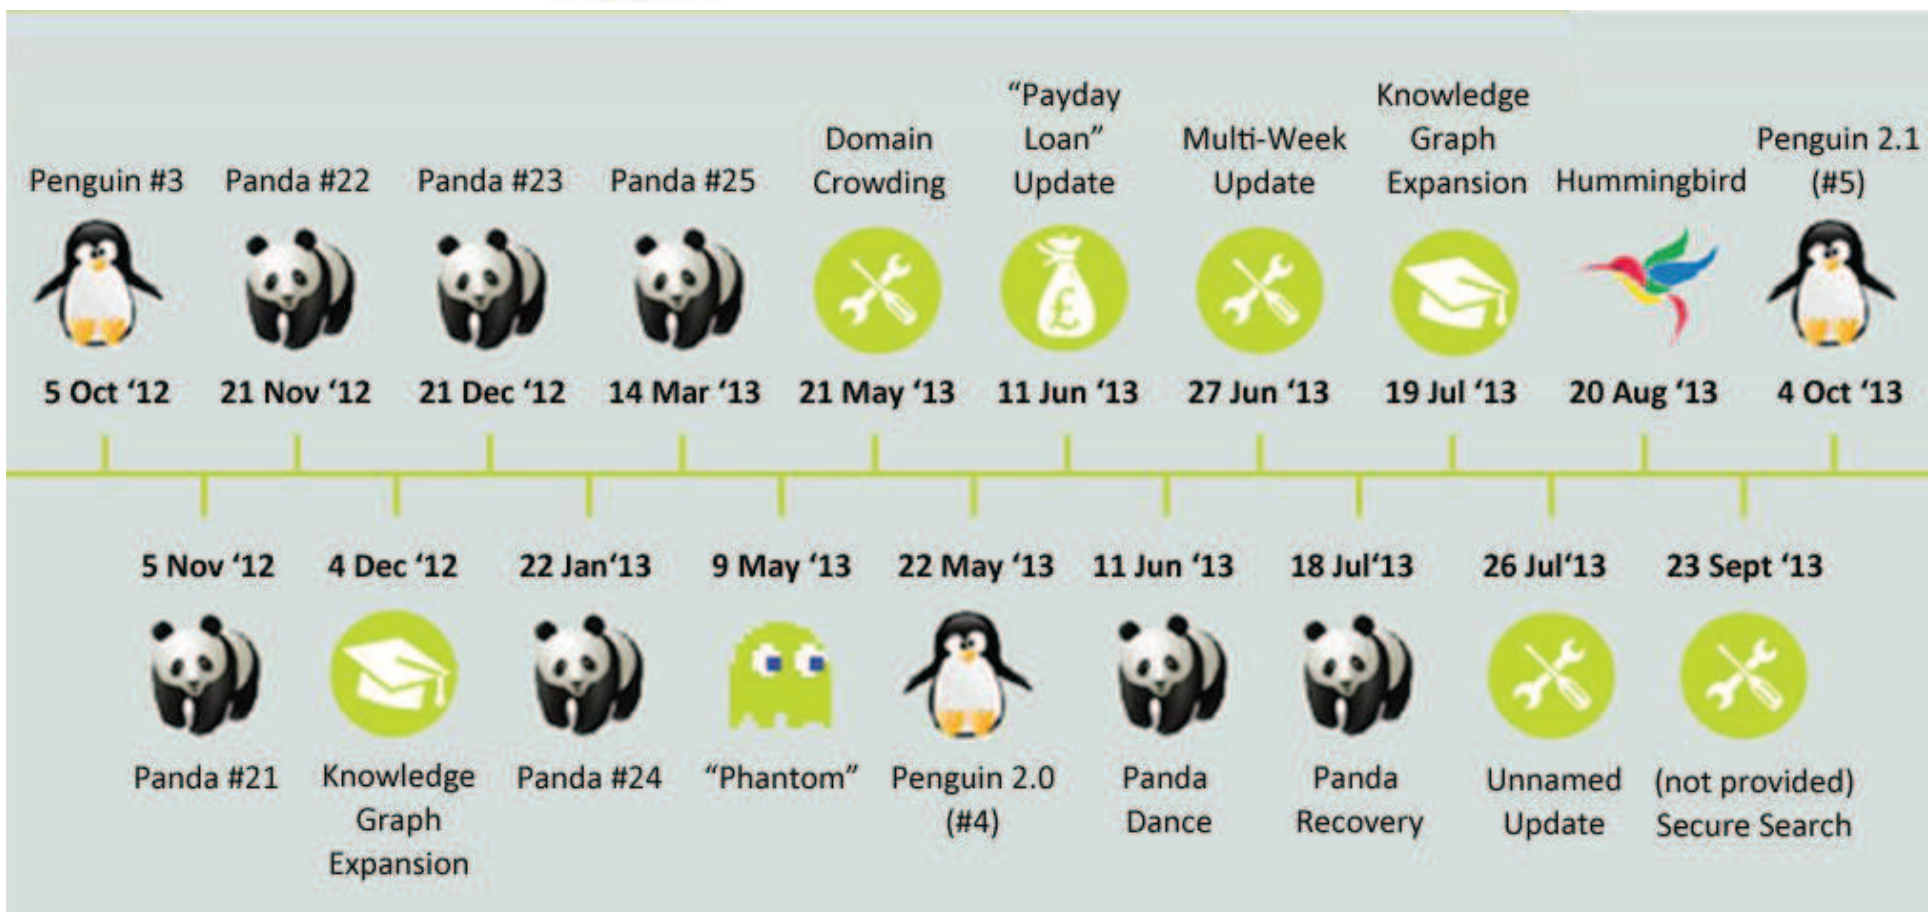 Penguin #3
5 Oct ‘12
Panda #22
21 Nov ‘12
Panda #23
21 Dec ‘12
Panda #25
14 Mar ‘13
Domain
Crowding
21 May ‘13
“Payday
Loan”
Update
£
11 Jun ‘13
Multi-Week
Update
27 Jun ‘13
Knowledge
Graph
Expansion
19 Jul ‘13
Hummingbird
20 Aug ‘13
Penguin 2.1
(#5)
4 Oct ‘13
5 Nov ‘12
Panda #21
4 Dec ‘12
Knowledge
Graph
Expansion
22 Jan‘13
Panda #24
9 May ‘13
“Phantom”
22 May ‘13
Penguin 2.0
(#4)
11 Jun ‘13
Panda
Dance
18 Jul‘13
Panda
Recovery
26 Jul‘13
Unnamed
Update
23 Sept ‘13
(not provided)
Secure Search